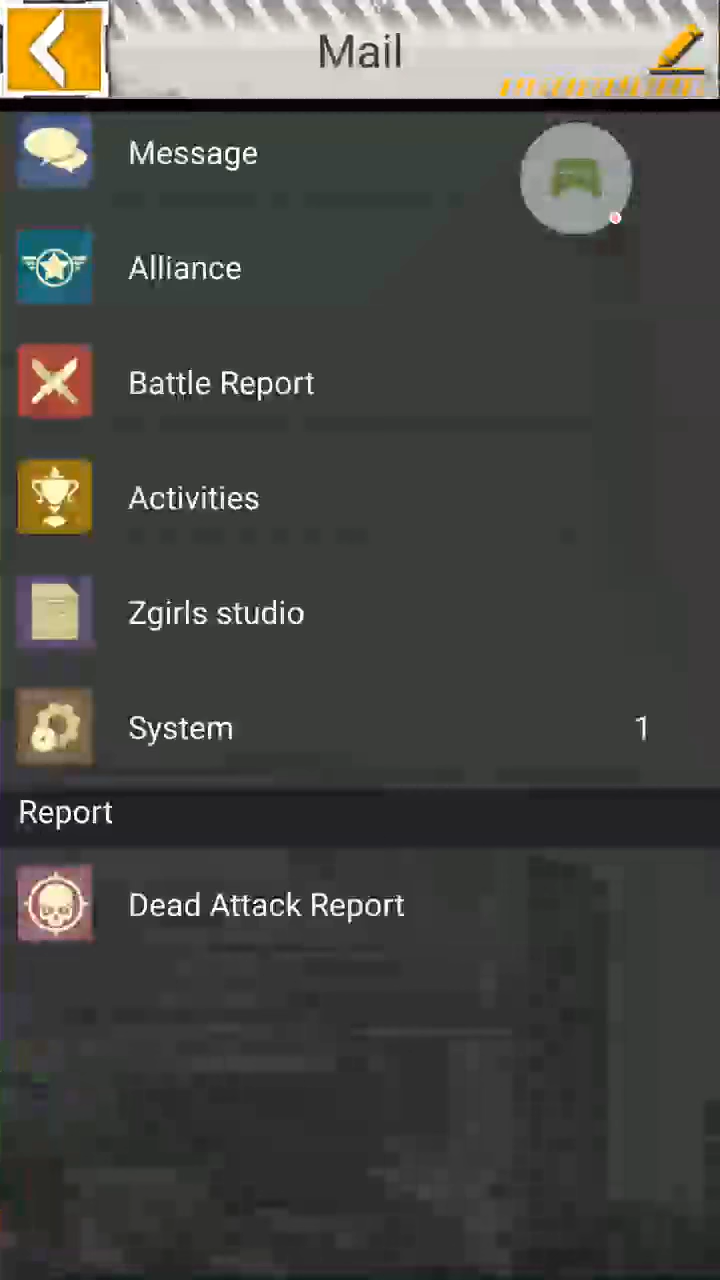 Mail
Message
Alliance
Battle Report
Activities
Zgirls studio
System 1
Report
Dead Attack Report